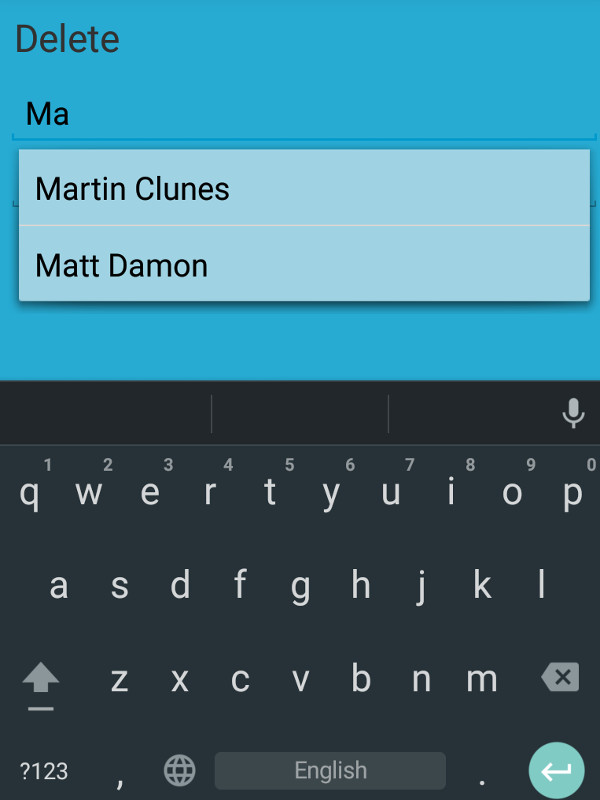 Delete
Ma
Martin Clunes
Matt Damon
1 2 3 4 5 6 7 8 9 0
q w e r t y u i o p
a s d f g h j k l
z x c v b n m
?123 , English .